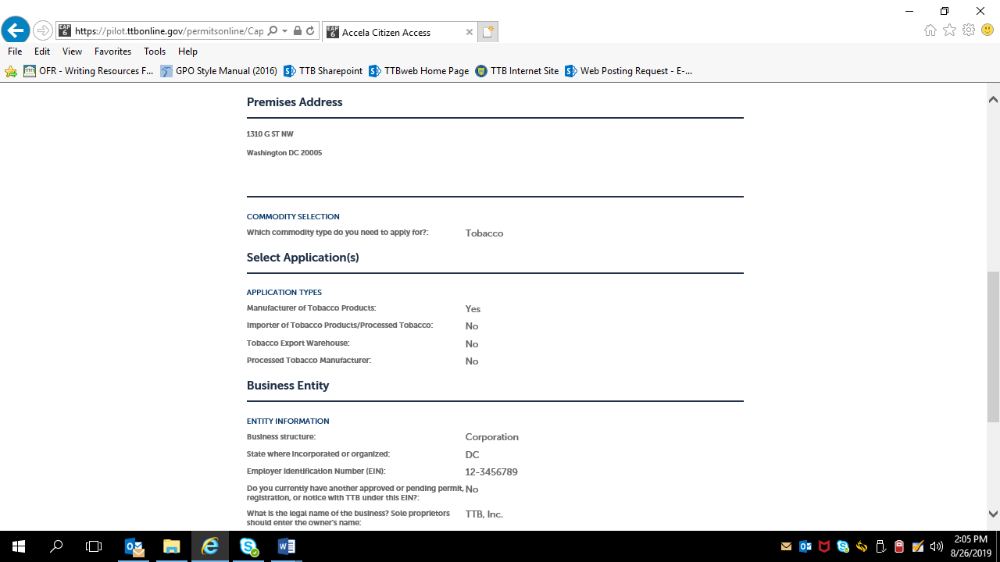 https://pilot.ttbonline.gov/permitsonline/Cap
Accela Citizen Access
File Edit View Favorites Tools Help
OFR - Writing Resources F... GPO Style Manual (2016) TTB Sharepoint TTBweb Home Page TTB Internet Site Web Posting Request - E-...
Premises Address
1310 G ST NW
Washington DC 20005
COMMODITY SELECTION
Which commodity type do you need to apply for?: Tobacco
Select Application(s)
APPLICATION TYPES
Manufacturer of Tobacco Products: Yes
Importer of Tobacco Products/Processed Tobacco: No
Tobacco Export Warehouse: No
Processed Tobacco Manufacturer: No
Business Entity
ENTITY INFORMATION
Business structure: Corporation
State where incorporated or organized: DC
Employer Identification Number (EIN): 12-3456789
Do you currently have another approved or pending permit, No
registration, or notice with TTB under this EIN?:
What is the legal name of the business? Sole proprietors TTB, Inc.
should enter the owner's name:
2:05 PM
8/26/2019